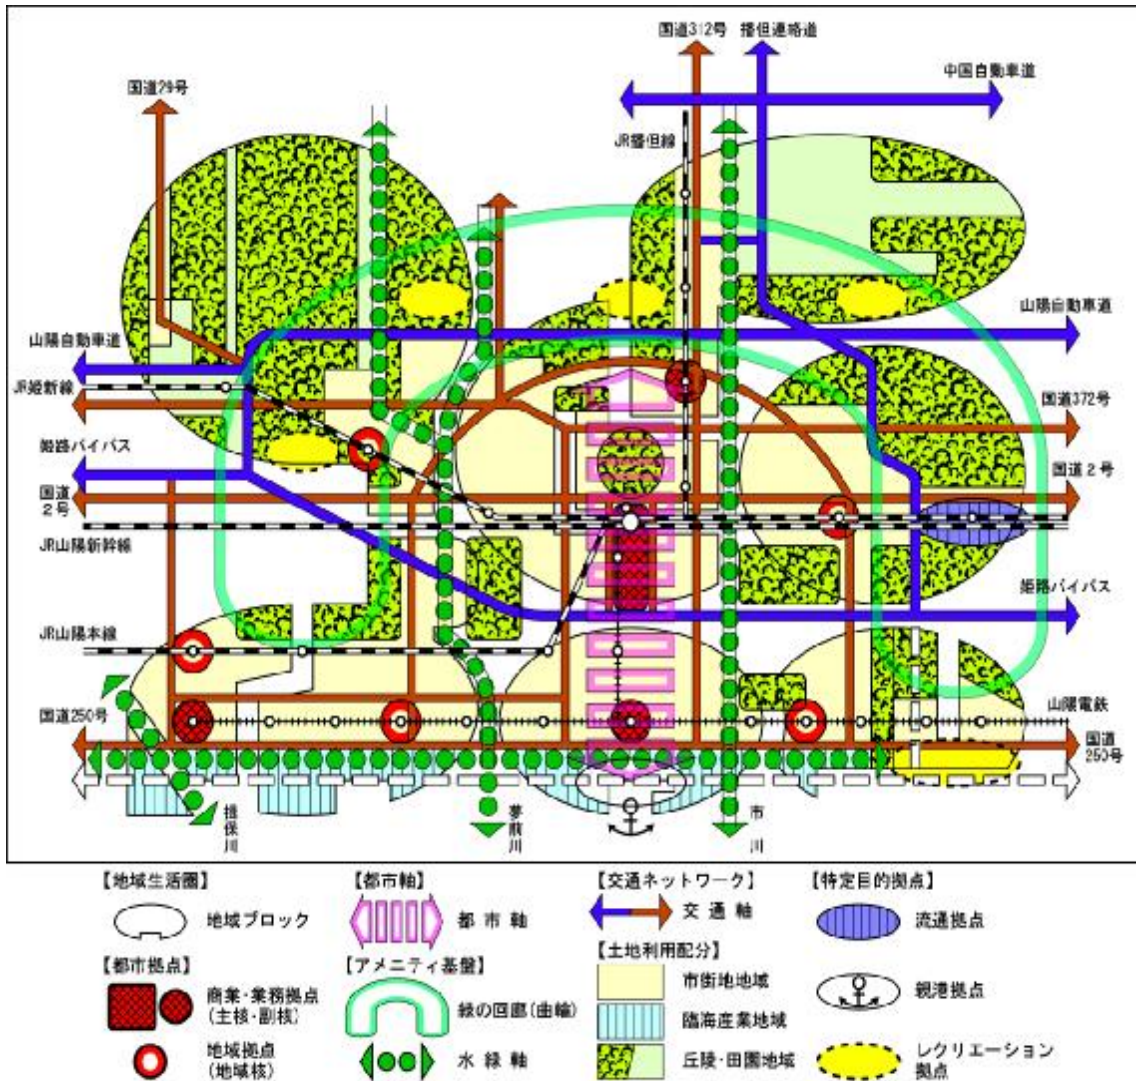 国道312号 播但連絡道
中国自動車道
国道29号
JR播但線
山陽自動車道
山陽自動車道
JR姫新線
国道372号
姫路バイパス
国道2号
国道
2号
JR山陽新幹線
姫路バイパス
JR山陽本線
国道250号
山陽電鉄
国道
250号
揖保川
夢前川
市川
【地域生活圏】
地域ブロック
【都市拠点】
商業・業務拠点
(主核・副核)
地域拠点
(地域核)
【都市軸】
都市軸
【アメニティ基盤】
緑の回廊(曲輪)
水緑軸
【交通ネットワーク】
交通軸
【土地利用配分】
市街地地域
臨海産業地域
丘陵・田園地域
【特定目的拠点】
流通拠点
親港拠点
レクリエーション
拠点